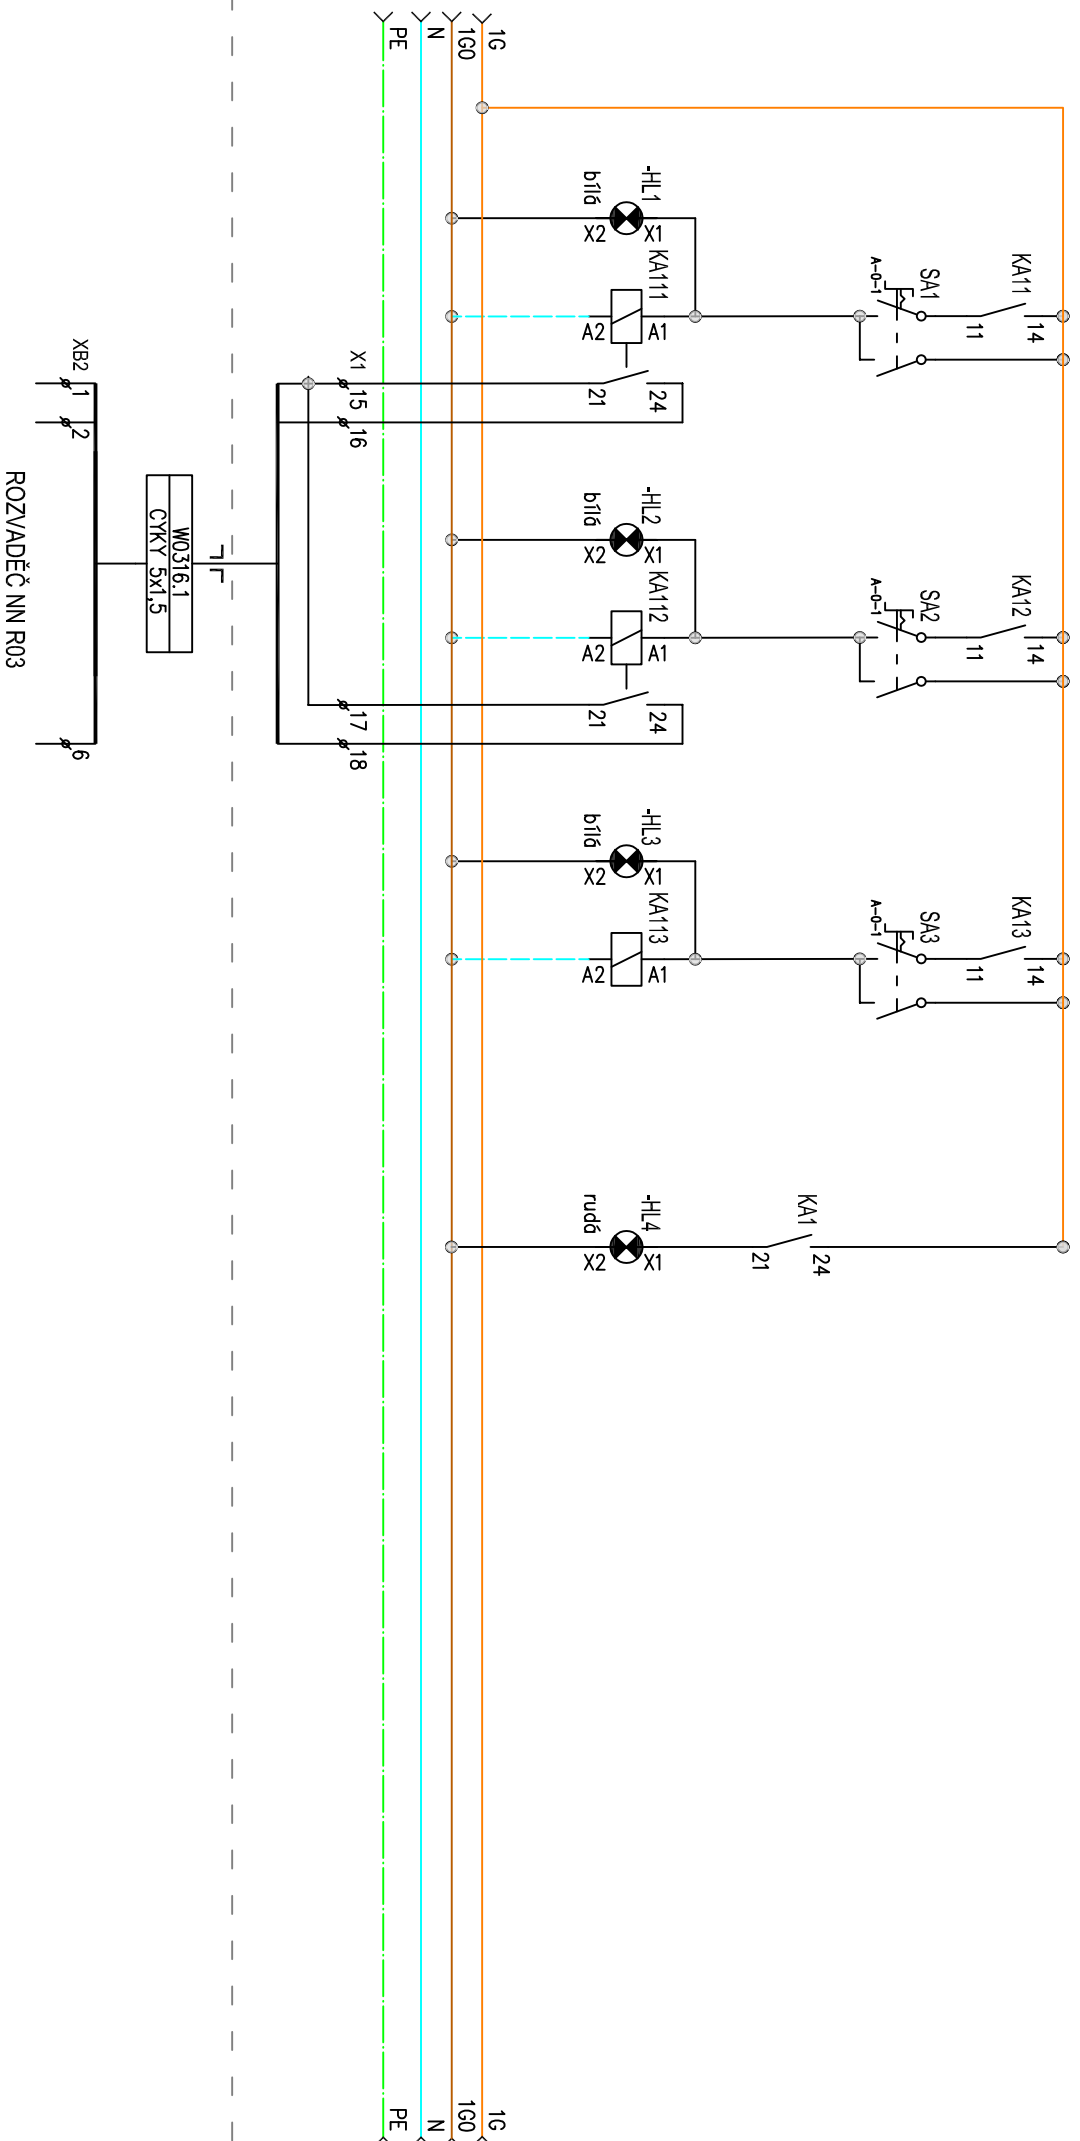 1G
1G0
N
PE
KA11
14
11
SA1
A-0-1
-HL1
X1
X2
bílá
KA111
A1
A2
24
21
X1
15
16
KA12
14
11
SA2
A-0-1
-HL2
X1
X2
bílá
KA112
A1
A2
24
21
17
18
KA13
14
11
SA3
A-0-1
-HL3
X1
X2
bílá
KA113
A1
A2
KA1
24
21
-HL4
X1
X2
rudá
W0316.1
CYKY 5x1,5
XB2
1
2
6
ROZVADĚČ NN R03
1G
1G0
N
PE